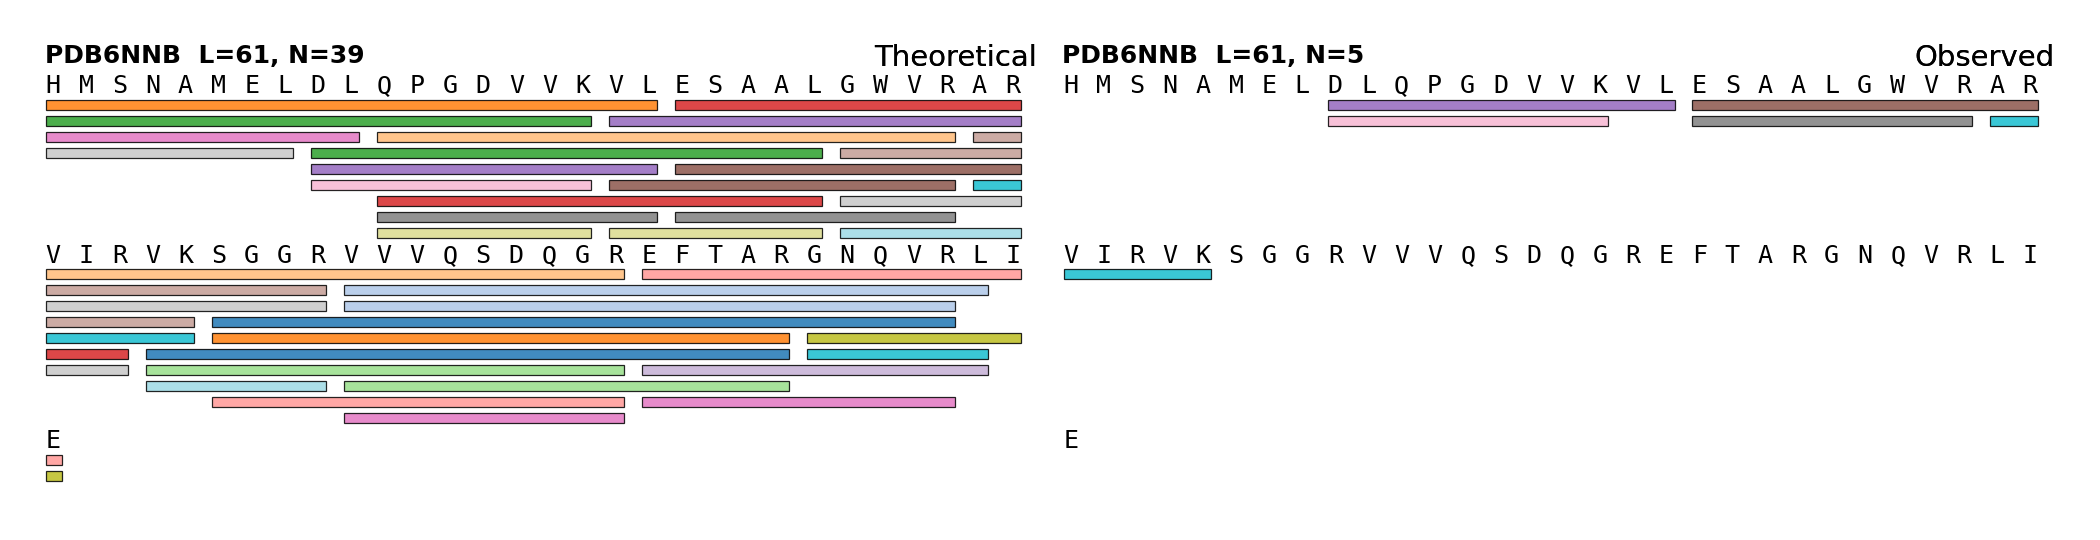 PDB6NNB L=61, N=39
Theoretical
H M S N A M E L D L Q P G D V V K V L E S A A L G W V R A R
V I R V K S G G R V V V Q S D Q G R E F T A R G N Q V R L I
E
PDB6NNB L=61, N=5
Observed
H M S N A M E L D L Q P G D V V K V L E S A A L G W V R A R
V I R V K S G G R V V V Q S D Q G R E F T A R G N Q V R L I
E